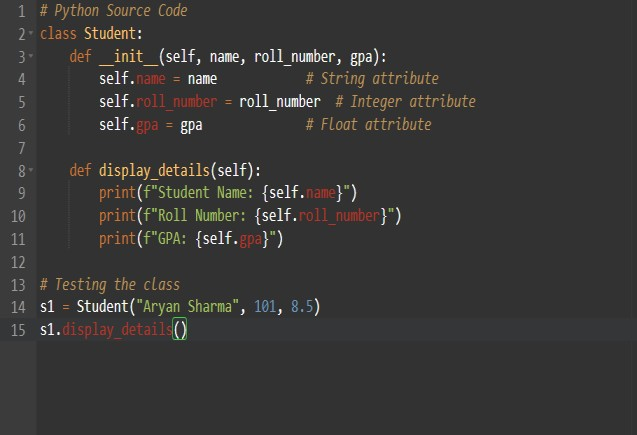 1 # Python Source Code
2 class Student:
3     def __init__(self, name, roll_number, gpa):
4         self.name = name            # String attribute
5         self.roll_number = roll_number  # Integer attribute
6         self.gpa = gpa              # Float attribute
7
8     def display_details(self):
9         print(f"Student Name: {self.name}")
10         print(f"Roll Number: {self.roll_number}")
11         print(f"GPA: {self.gpa}")
12
13 # Testing the class
14 s1 = Student("Aryan Sharma", 101, 8.5)
15 s1.display_details()